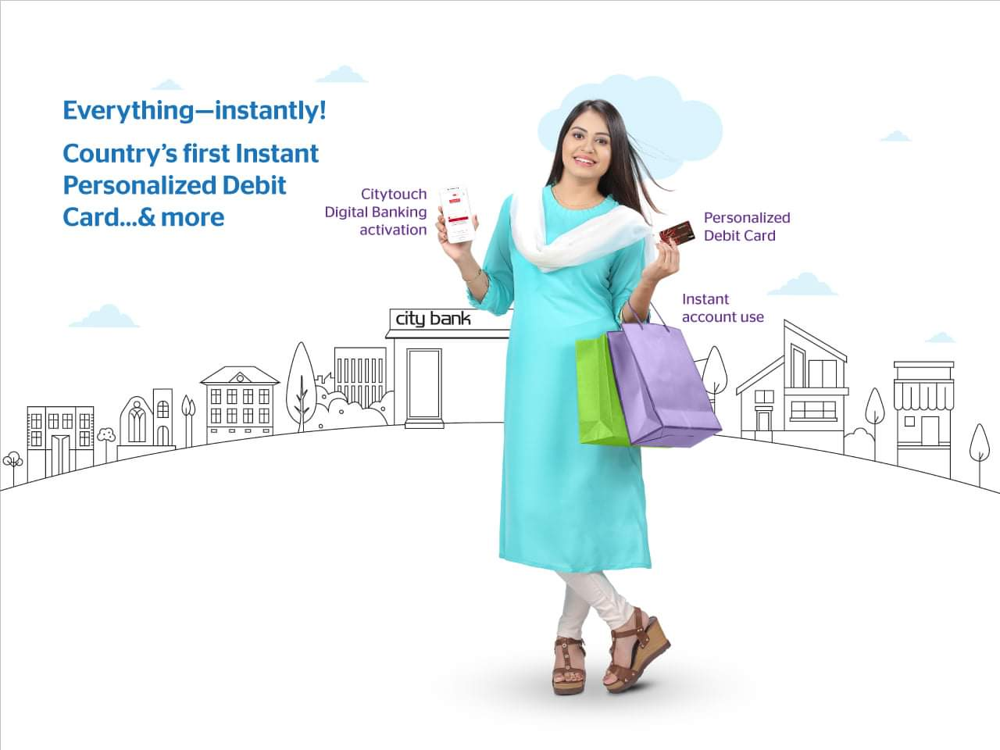 Everything—instantly!
Country’s first Instant
Personalized Debit
Card...& more
Citytouch
Digital Banking
activation
Personalized
Debit Card
Instant
account use
city bank